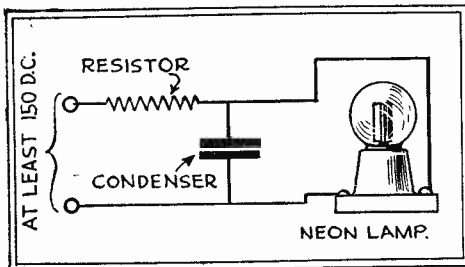 AT LEAST 150 D.C.
RESISTOR
CONDENSER
NEON LAMP.